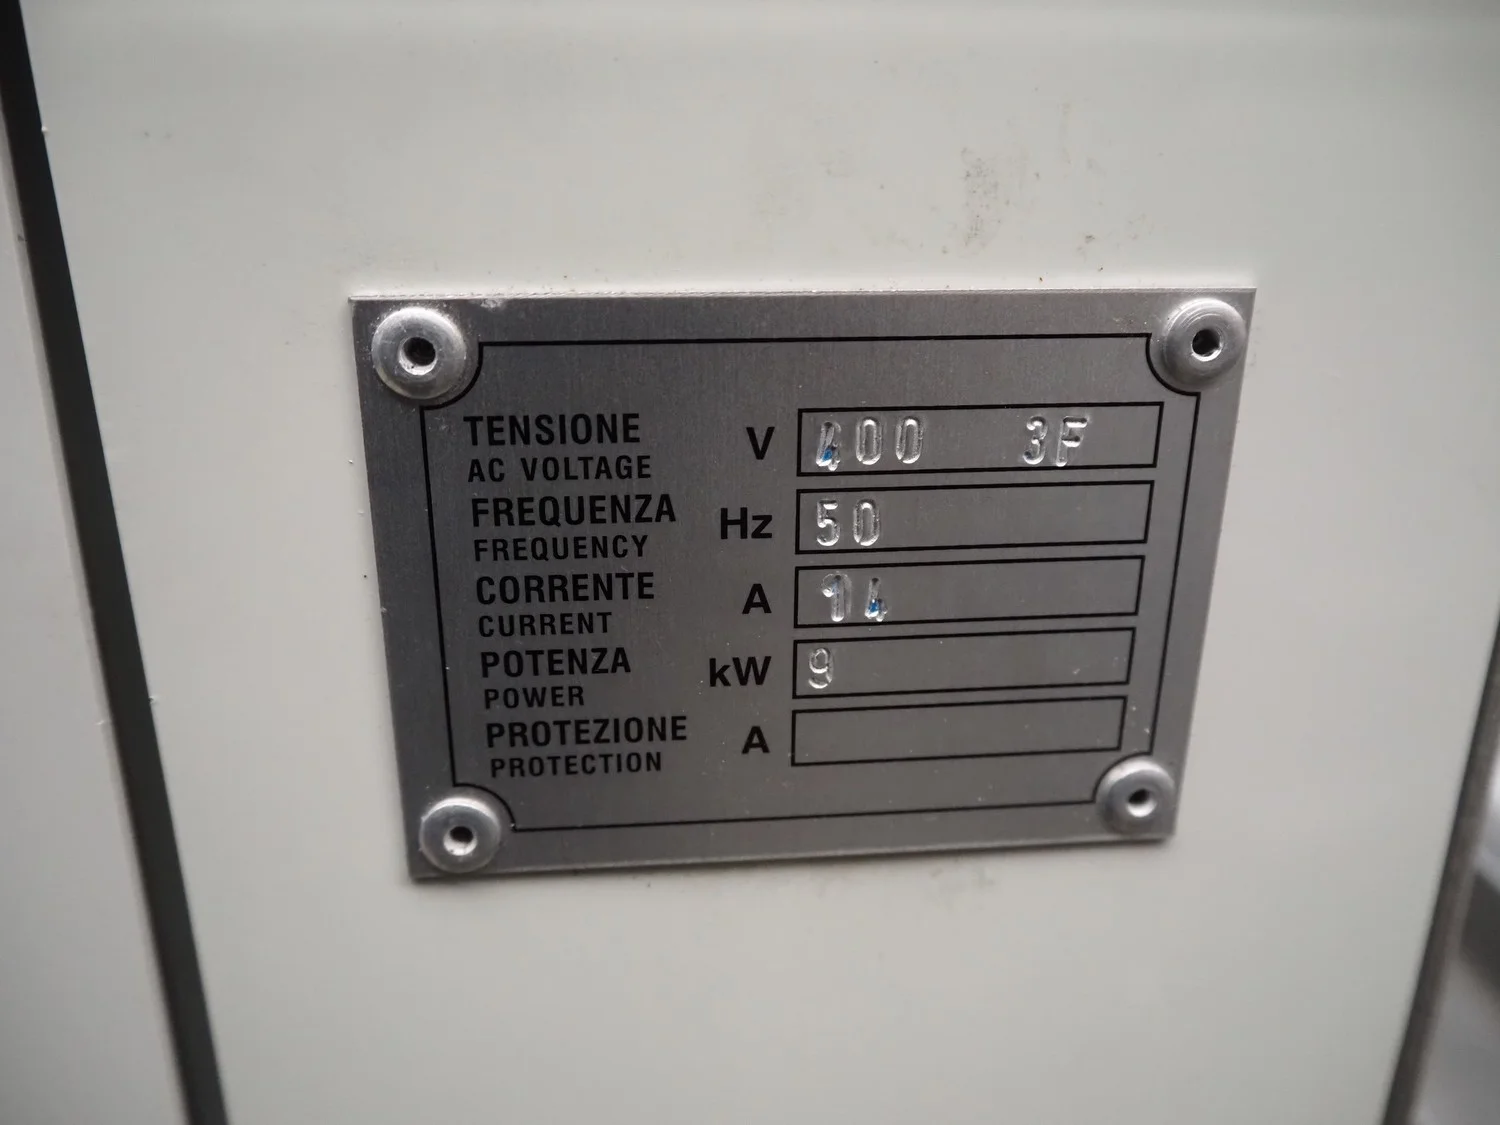 TENSIONE V 400 3F
AC VOLTAGE
FREQUENZA Hz 50
FREQUENCY
CORRENTE A 14
CURRENT
POTENZA kW 9
POWER
PROTEZIONE A
PROTECTION